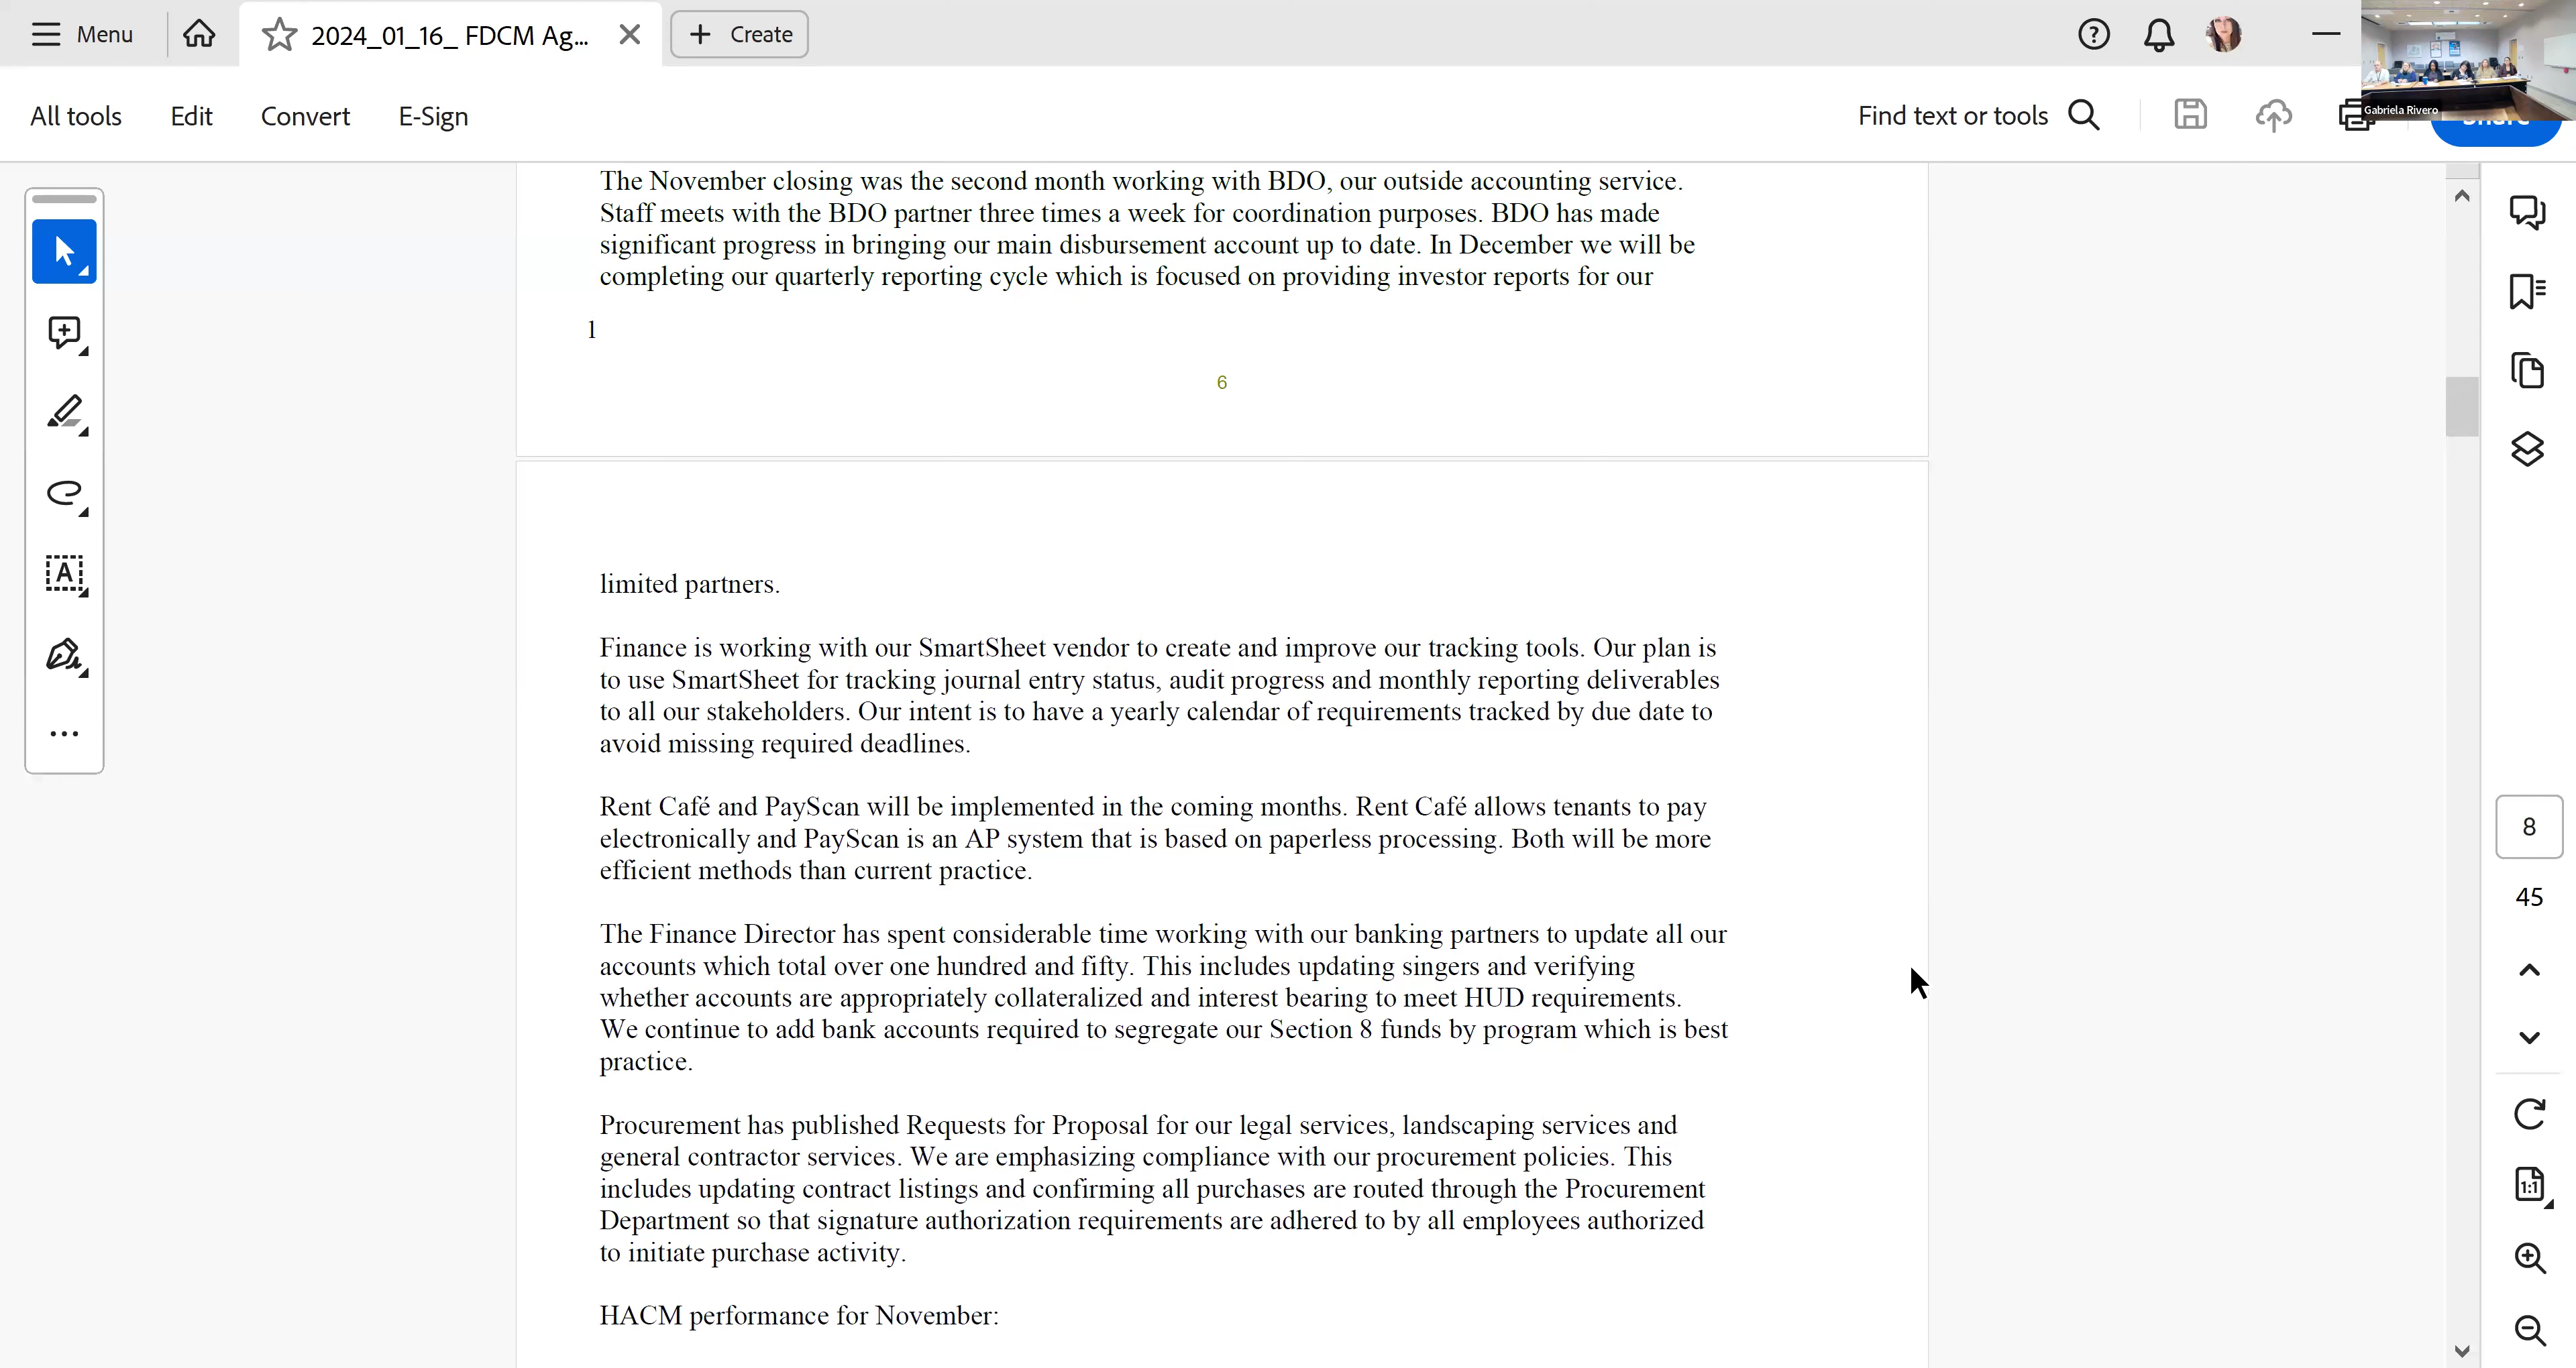 Menu
2024_01_16_ FDCM Ag...
Create
Gabriela Rivero
All tools
Edit
Convert
E-Sign
Find text or tools
Share
The November closing was the second month working with BDO, our outside accounting service.
Staff meets with the BDO partner three times a week for coordination purposes. BDO has made
significant progress in bringing our main disbursement account up to date. In December we will be
completing our quarterly reporting cycle which is focused on providing investor reports for our
1
6
limited partners.
Finance is working with our SmartSheet vendor to create and improve our tracking tools. Our plan is
to use SmartSheet for tracking journal entry status, audit progress and monthly reporting deliverables
to all our stakeholders. Our intent is to have a yearly calendar of requirements tracked by due date to
avoid missing required deadlines.
Rent Café and PayScan will be implemented in the coming months. Rent Café allows tenants to pay
electronically and PayScan is an AP system that is based on paperless processing. Both will be more
efficient methods than current practice.
The Finance Director has spent considerable time working with our banking partners to update all our
accounts which total over one hundred and fifty. This includes updating singers and verifying
whether accounts are appropriately collateralized and interest bearing to meet HUD requirements.
We continue to add bank accounts required to segregate our Section 8 funds by program which is best
practice.
Procurement has published Requests for Proposal for our legal services, landscaping services and
general contractor services. We are emphasizing compliance with our procurement policies. This
includes updating contract listings and confirming all purchases are routed through the Procurement
Department so that signature authorization requirements are adhered to by all employees authorized
to initiate purchase activity.
HACM performance for November:
8
45
1:1